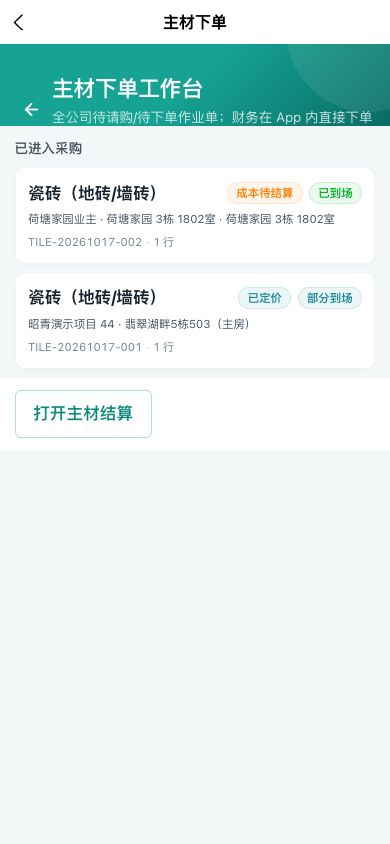 主材下单
主材下单工作台
全公司待请购/待下单作业单；财务在 App 内直接下单
已进入采购
瓷砖（地砖/墙砖） 成本待结算 已到场
荷塘家园业主 · 荷塘家园 3栋 1802室 · 荷塘家园 3栋 1802室
TILE-20261017-002 · 1 行
瓷砖（地砖/墙砖） 已定价 部分到场
昭青演示项目 44 · 翡翠湖畔5栋503（主房）
TILE-20261017-001 · 1 行
打开主材结算